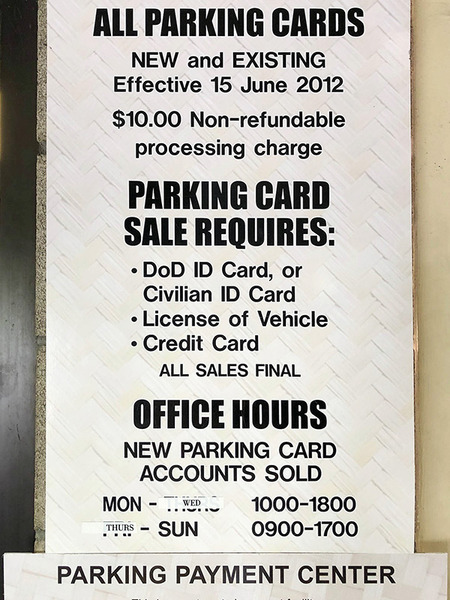 ALL PARKING CARDS
NEW and EXISTING
Effective 15 June 2012
$10.00 Non-refundable
processing charge
PARKING CARD
SALE REQUIRES:
• DoD ID Card, or
Civilian ID Card
• License of Vehicle
• Credit Card
ALL SALES FINAL
OFFICE HOURS
NEW PARKING CARD
ACCOUNTS SOLD
MON - WED 1000-1800
THURS - SUN 0900-1700
PARKING PAYMENT CENTER